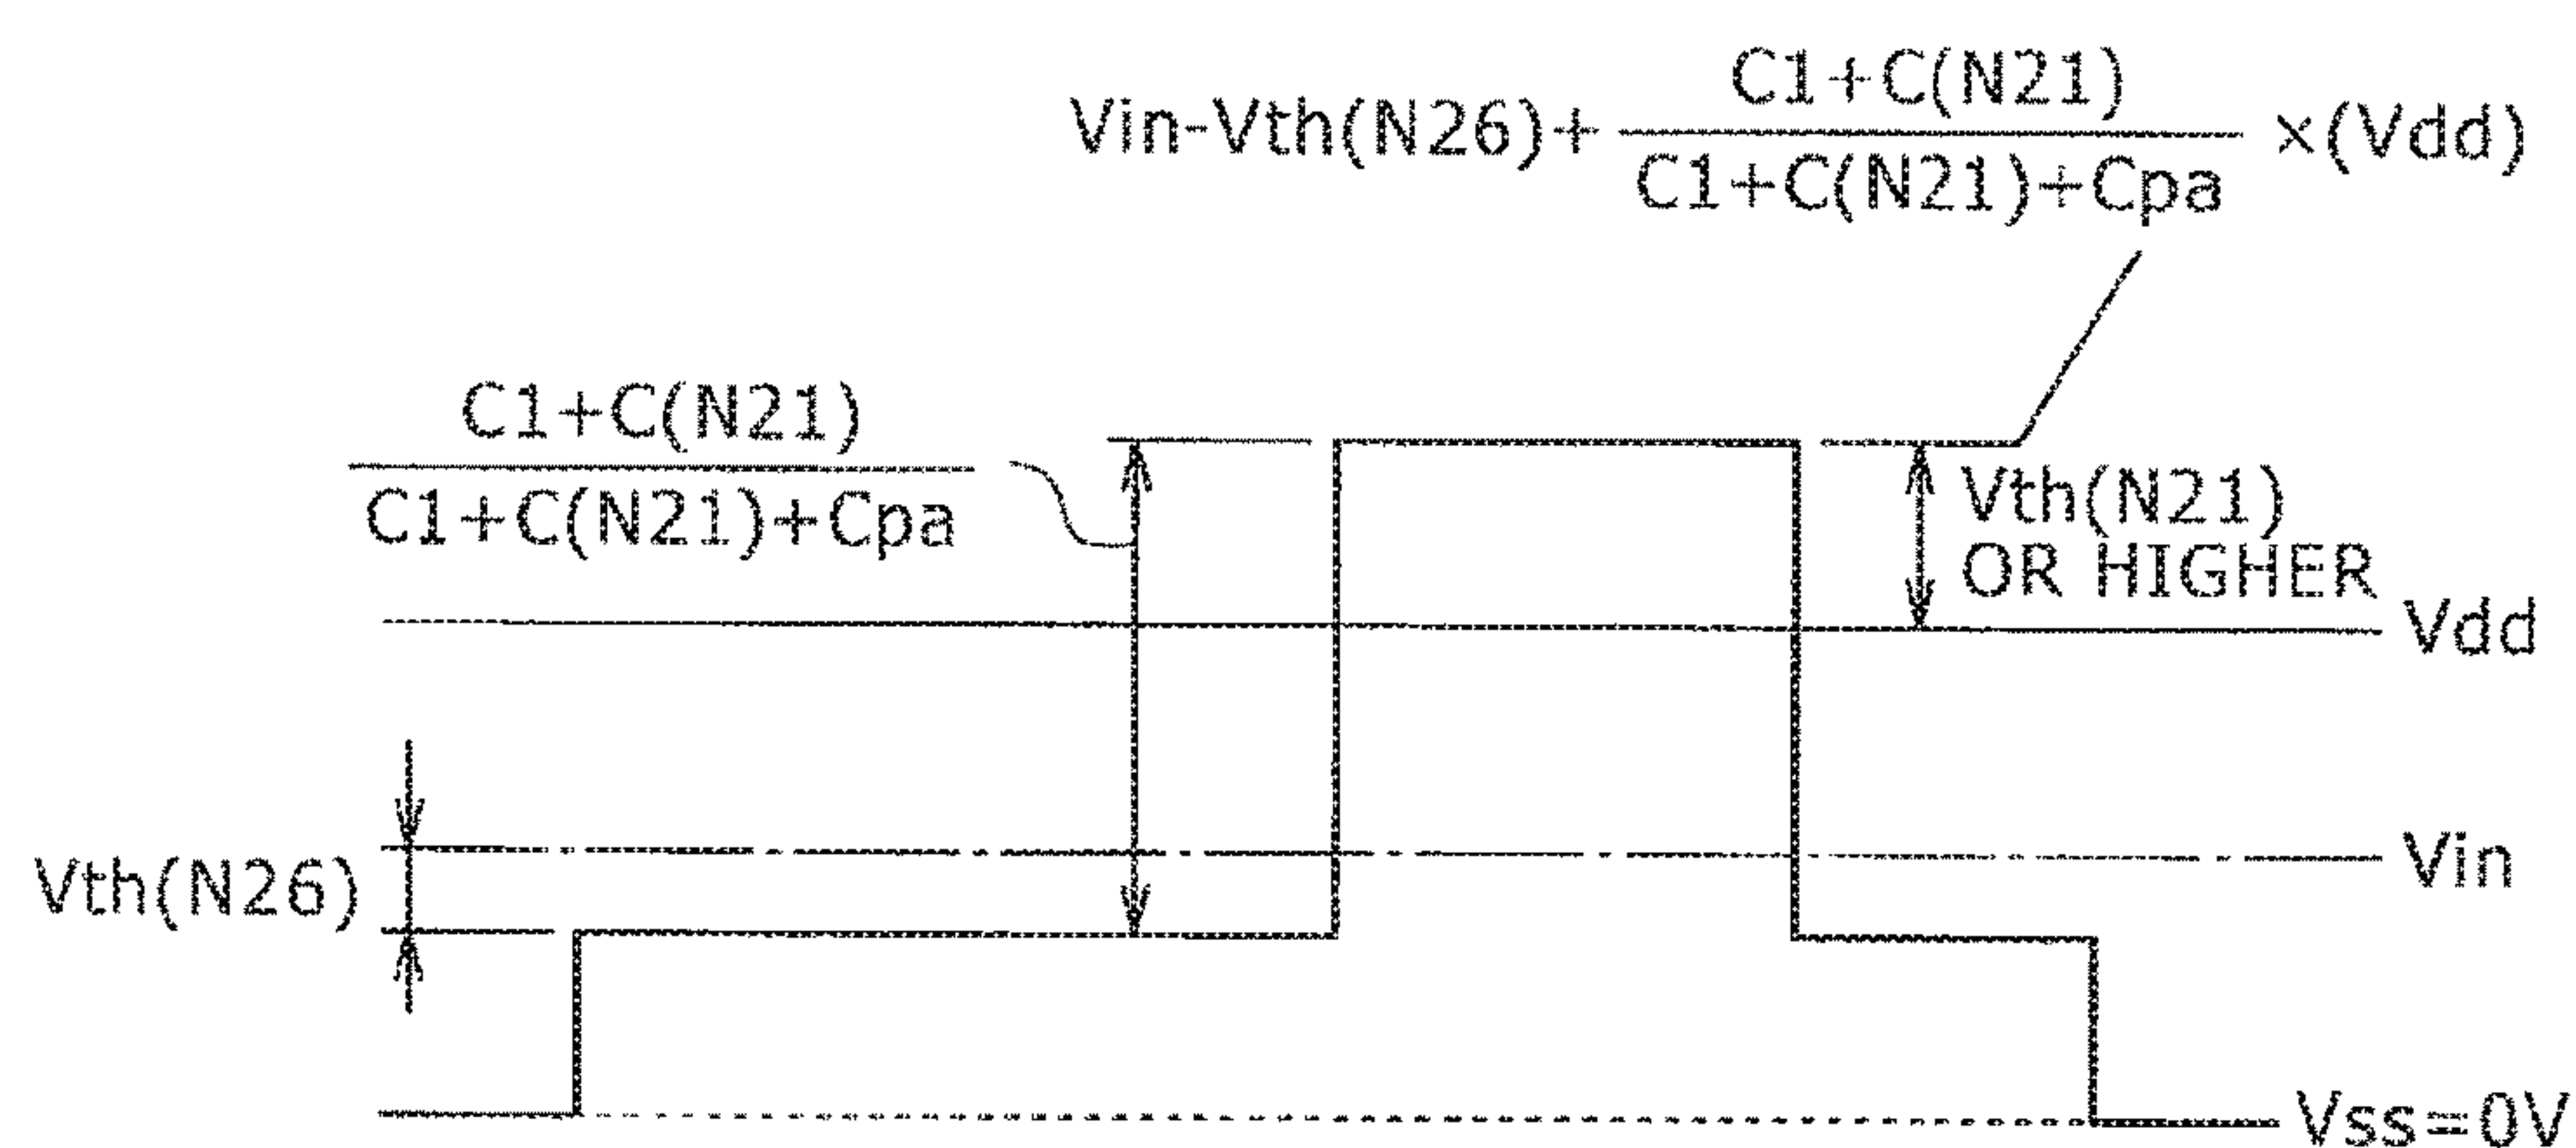 C1+C(N21)
Vin-Vth(N26)+ ×(Vdd)
C1+C(N21)+Cpa
C1+C(N21)
C1+C(N21)+Cpa
Vth(N21)
OR HIGHER
Vdd
Vin
Vth(N26)
Vss=0V